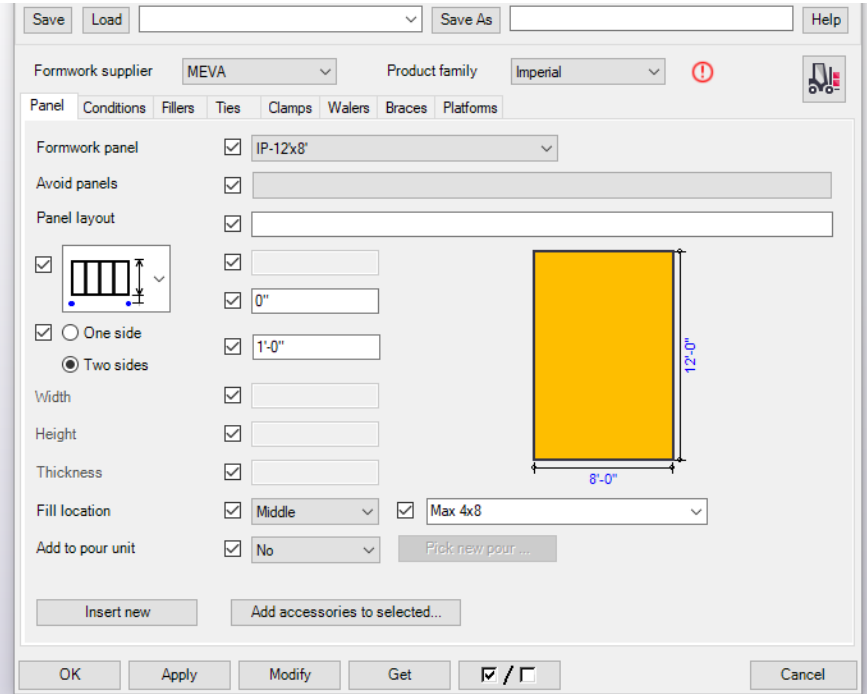 Save Load Save As Help
Formwork supplier MEVA Product family Imperial
Panel Conditions Fillers Ties Clamps Walers Braces Platforms
Formwork panel IP-12'x8'
Avoid panels
Panel layout
0"
One side
1'-0"
Two sides
12'-0"
Width
Height
Thickness
8'-0"
Fill location Middle Max 4x8
Add to pour unit No Pick new pour ...
Insert new Add accessories to selected...
OK Apply Modify Get / Cancel